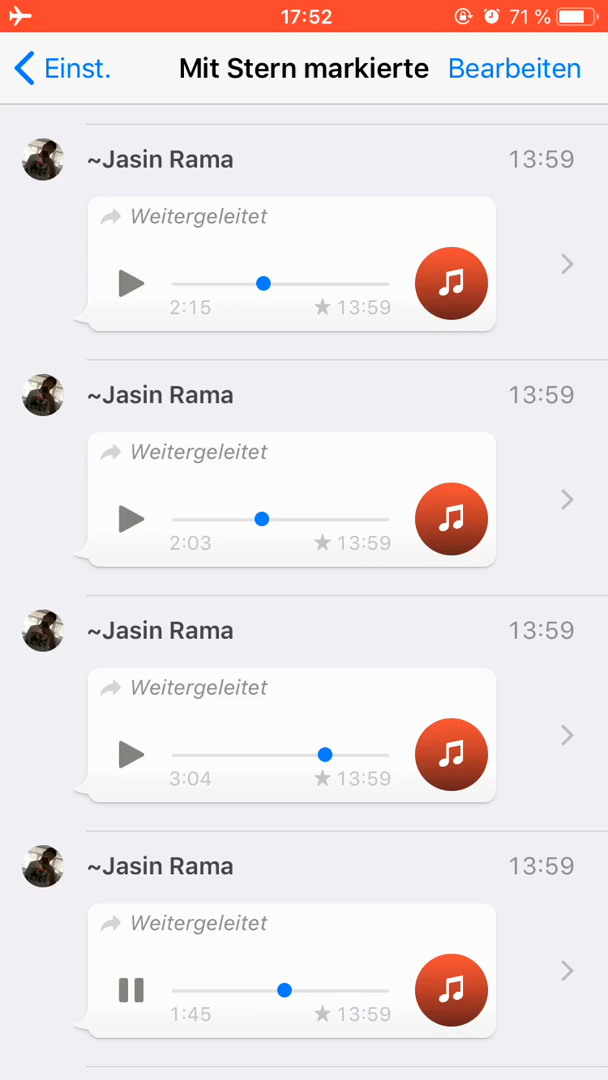 17:52
71 %
Einst.
Mit Stern markierte
Bearbeiten
~Jasin Rama
13:59
Weitergeleitet
2:15
13:59
~Jasin Rama
13:59
Weitergeleitet
2:03
13:59
~Jasin Rama
13:59
Weitergeleitet
3:04
13:59
~Jasin Rama
13:59
Weitergeleitet
1:45
13:59